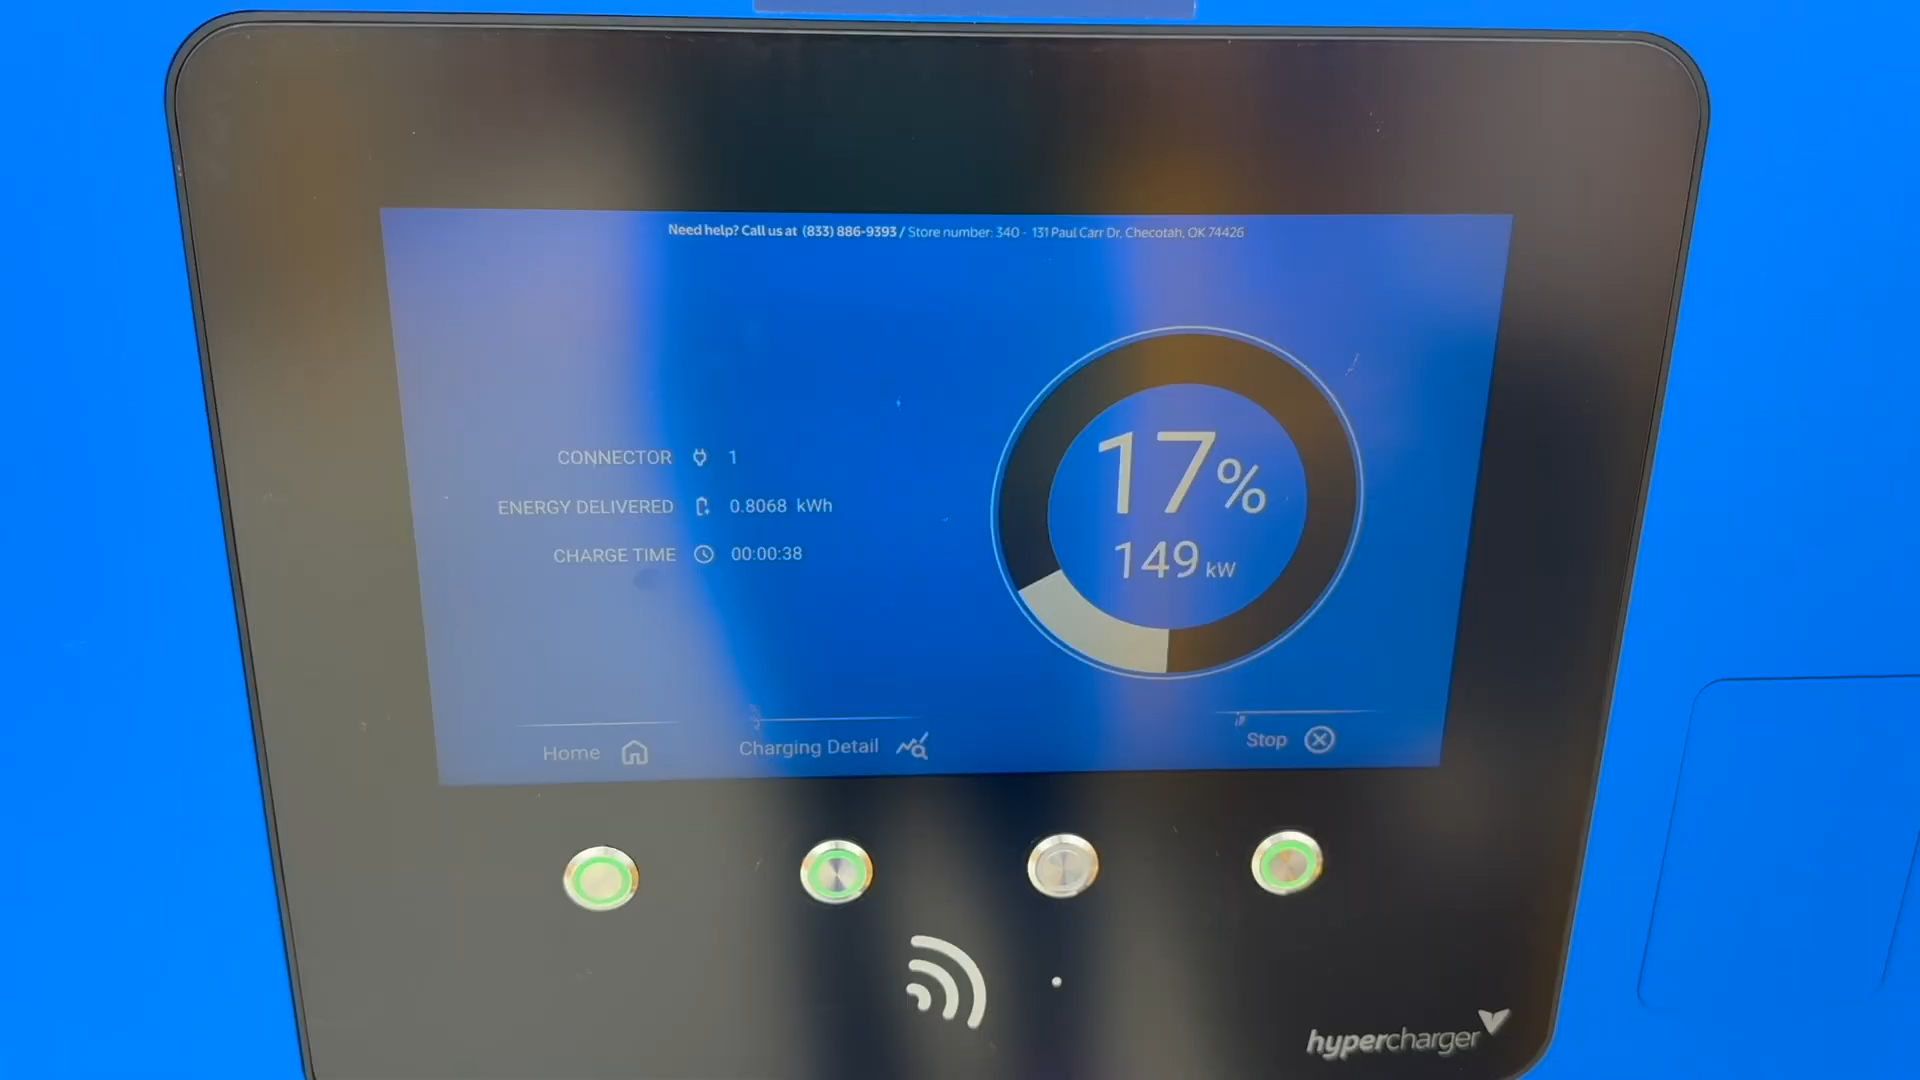 Need help? Call us at (833) 886-9393 / Store number: 340 - 131 Paul Carr Dr, Checotah, OK 74426
CONNECTOR 1
ENERGY DELIVERED 0.8068 kWh
CHARGE TIME 00:00:38
17%
149 kW
Home
Charging Detail
Stop
hypercharger